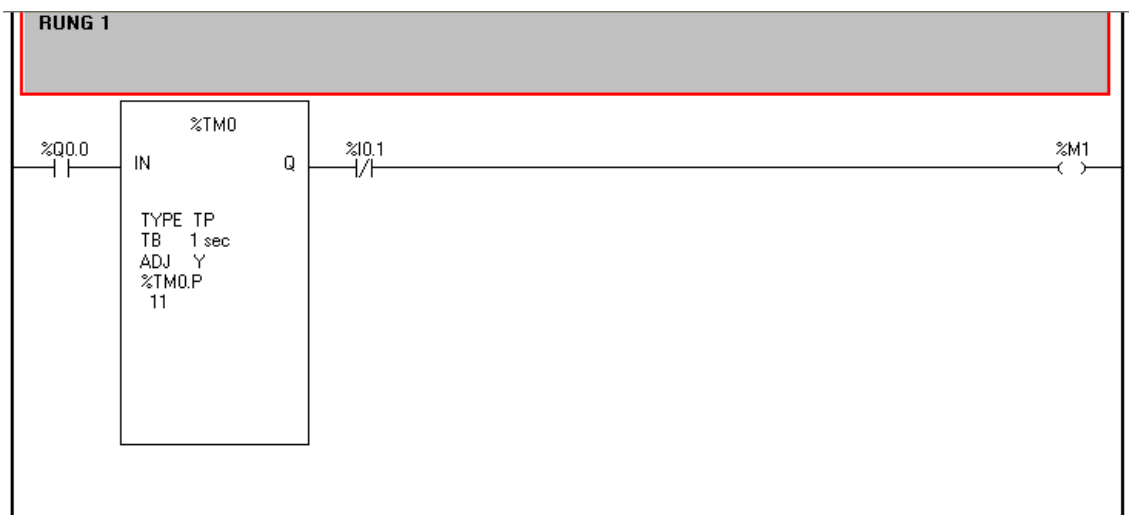 RUNG 1
%TM0
%Q0.0
IN Q
%I0.1
%M1
TYPE TP
TB 1 sec
ADJ Y
%TM0.P
11